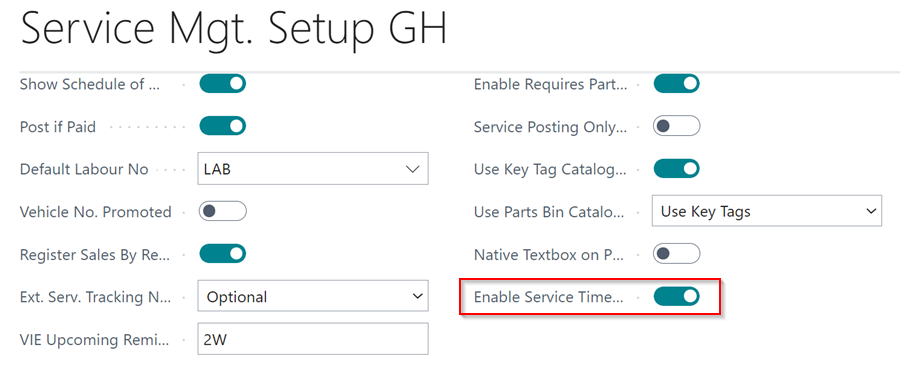 Service Mgt. Setup GH
Show Schedule of ...
Post if Paid
Default Labour No
LAB
Vehicle No. Promoted
Register Sales By Re...
Ext. Serv. Tracking N...
Optional
VIE Upcoming Remi...
2W
Enable Requires Part...
Service Posting Only...
Use Key Tag Catalog...
Use Parts Bin Catalo...
Use Key Tags
Native Textbox on P...
Enable Service Time...